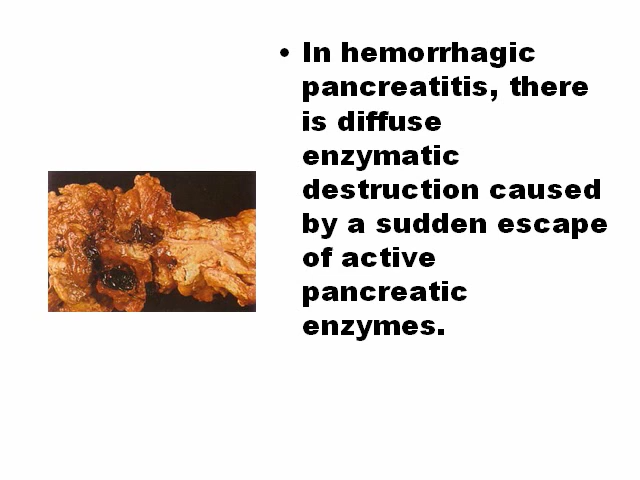 • In hemorrhagic
pancreatitis, there
is diffuse
enzymatic
destruction caused
by a sudden escape
of active
pancreatic
enzymes.